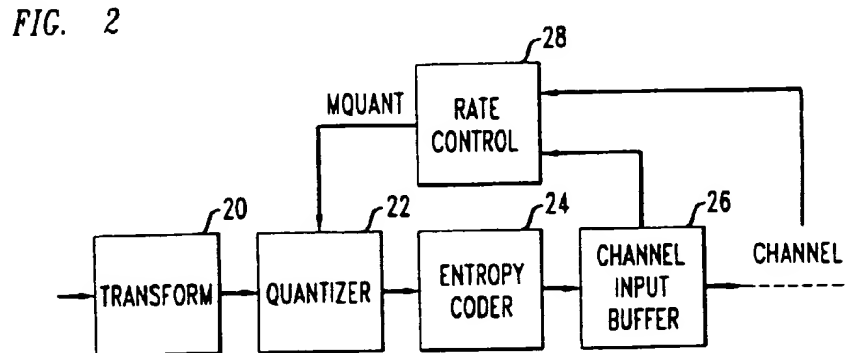 FIG. 2
28
MQUANT
RATE
CONTROL
20
22
24
26
TRANSFORM
QUANTIZER
ENTROPY
CODER
CHANNEL
INPUT
BUFFER
CHANNEL